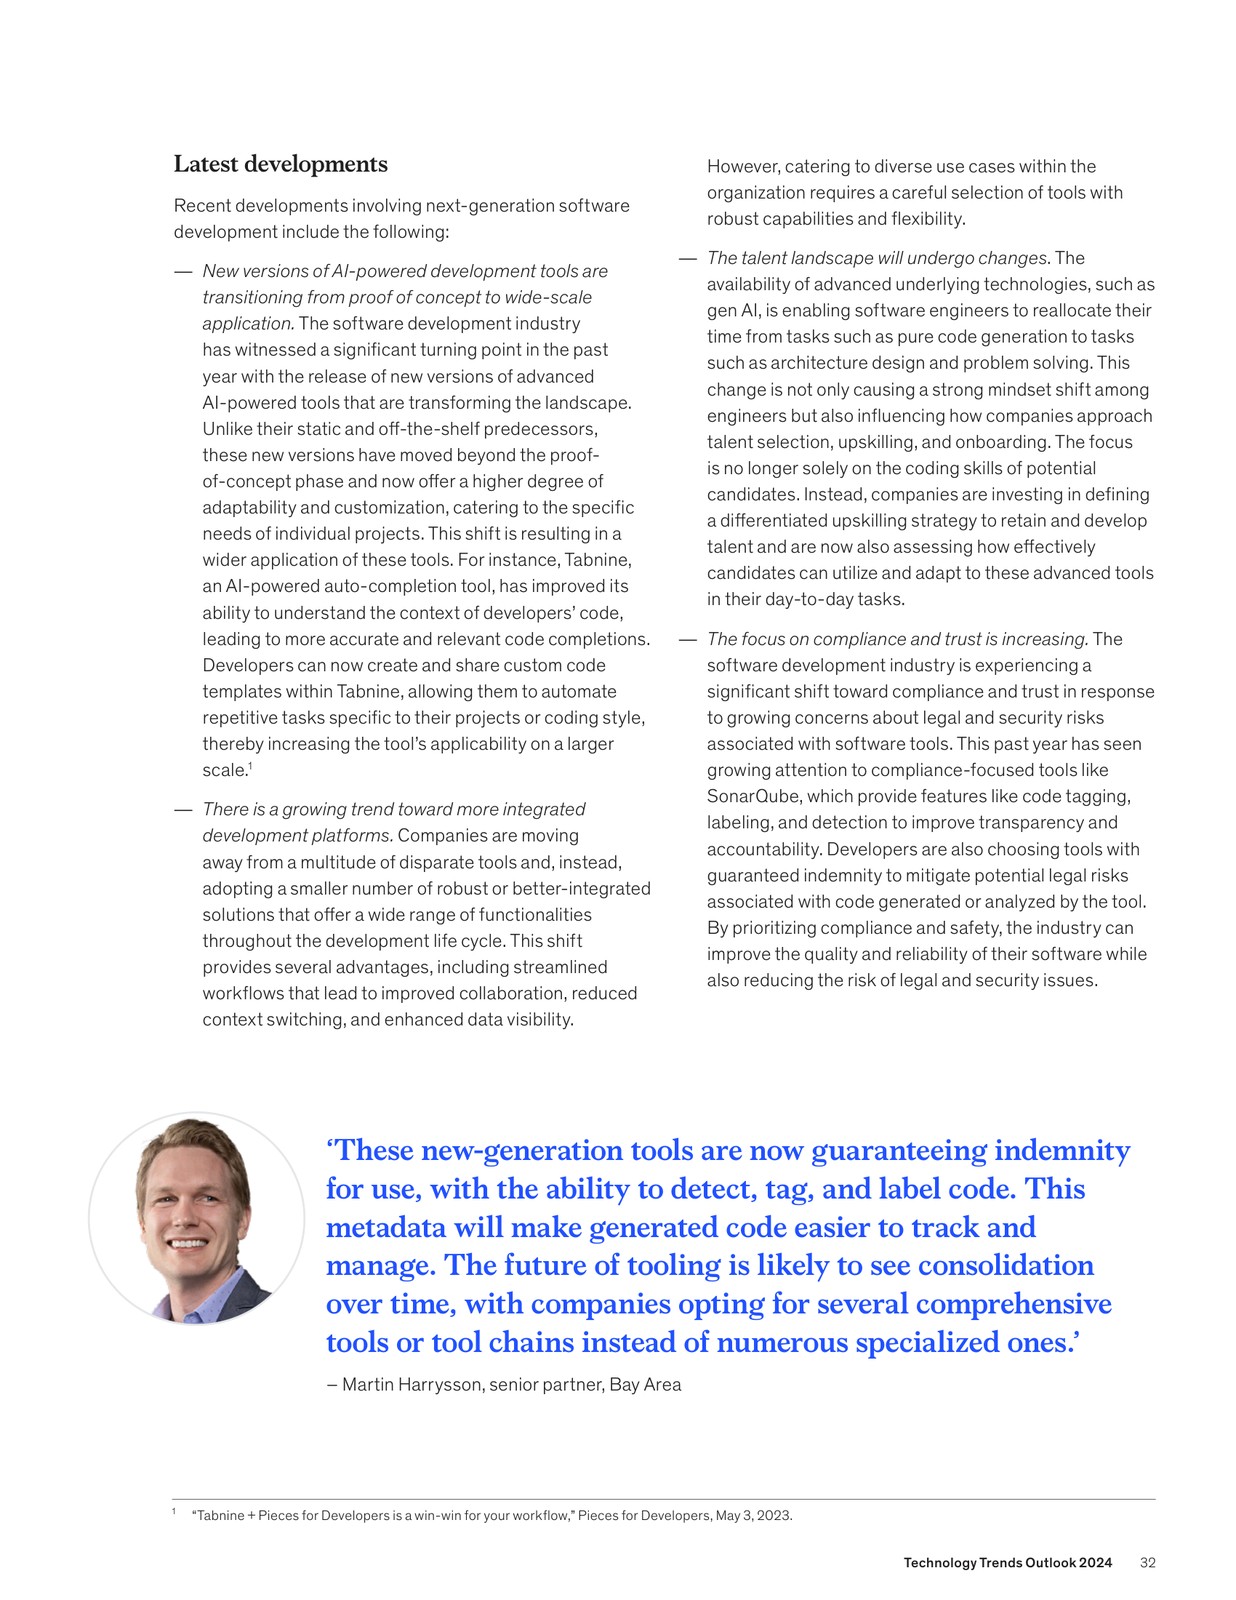 Latest developments
Recent developments involving next-generation software
development include the following:
— New versions of AI-powered development tools are
transitioning from proof of concept to wide-scale
application. The software development industry
has witnessed a significant turning point in the past
year with the release of new versions of advanced
AI-powered tools that are transforming the landscape.
Unlike their static and off-the-shelf predecessors,
these new versions have moved beyond the proof-
of-concept phase and now offer a higher degree of
adaptability and customization, catering to the specific
needs of individual projects. This shift is resulting in a
wider application of these tools. For instance, Tabnine,
an AI-powered auto-completion tool, has improved its
ability to understand the context of developers’ code,
leading to more accurate and relevant code completions.
Developers can now create and share custom code
templates within Tabnine, allowing them to automate
repetitive tasks specific to their projects or coding style,
thereby increasing the tool’s applicability on a larger
scale.1
— There is a growing trend toward more integrated
development platforms. Companies are moving
away from a multitude of disparate tools and, instead,
adopting a smaller number of robust or better-integrated
solutions that offer a wide range of functionalities
throughout the development life cycle. This shift
provides several advantages, including streamlined
workflows that lead to improved collaboration, reduced
context switching, and enhanced data visibility.
However, catering to diverse use cases within the
organization requires a careful selection of tools with
robust capabilities and flexibility.
— The talent landscape will undergo changes. The
availability of advanced underlying technologies, such as
gen AI, is enabling software engineers to reallocate their
time from tasks such as pure code generation to tasks
such as architecture design and problem solving. This
change is not only causing a strong mindset shift among
engineers but also influencing how companies approach
talent selection, upskilling, and onboarding. The focus
is no longer solely on the coding skills of potential
candidates. Instead, companies are investing in defining
a differentiated upskilling strategy to retain and develop
talent and are now also assessing how effectively
candidates can utilize and adapt to these advanced tools
in their day-to-day tasks.
— The focus on compliance and trust is increasing. The
software development industry is experiencing a
significant shift toward compliance and trust in response
to growing concerns about legal and security risks
associated with software tools. This past year has seen
growing attention to compliance-focused tools like
SonarQube, which provide features like code tagging,
labeling, and detection to improve transparency and
accountability. Developers are also choosing tools with
guaranteed indemnity to mitigate potential legal risks
associated with code generated or analyzed by the tool.
By prioritizing compliance and safety, the industry can
improve the quality and reliability of their software while
also reducing the risk of legal and security issues.
‘These new-generation tools are now guaranteeing indemnity
for use, with the ability to detect, tag, and label code. This
metadata will make generated code easier to track and
manage. The future of tooling is likely to see consolidation
over time, with companies opting for several comprehensive
tools or tool chains instead of numerous specialized ones.’
– Martin Harrysson, senior partner, Bay Area
1 “Tabnine + Pieces for Developers is a win-win for your workflow,” Pieces for Developers, May 3, 2023.
Technology Trends Outlook 2024 32